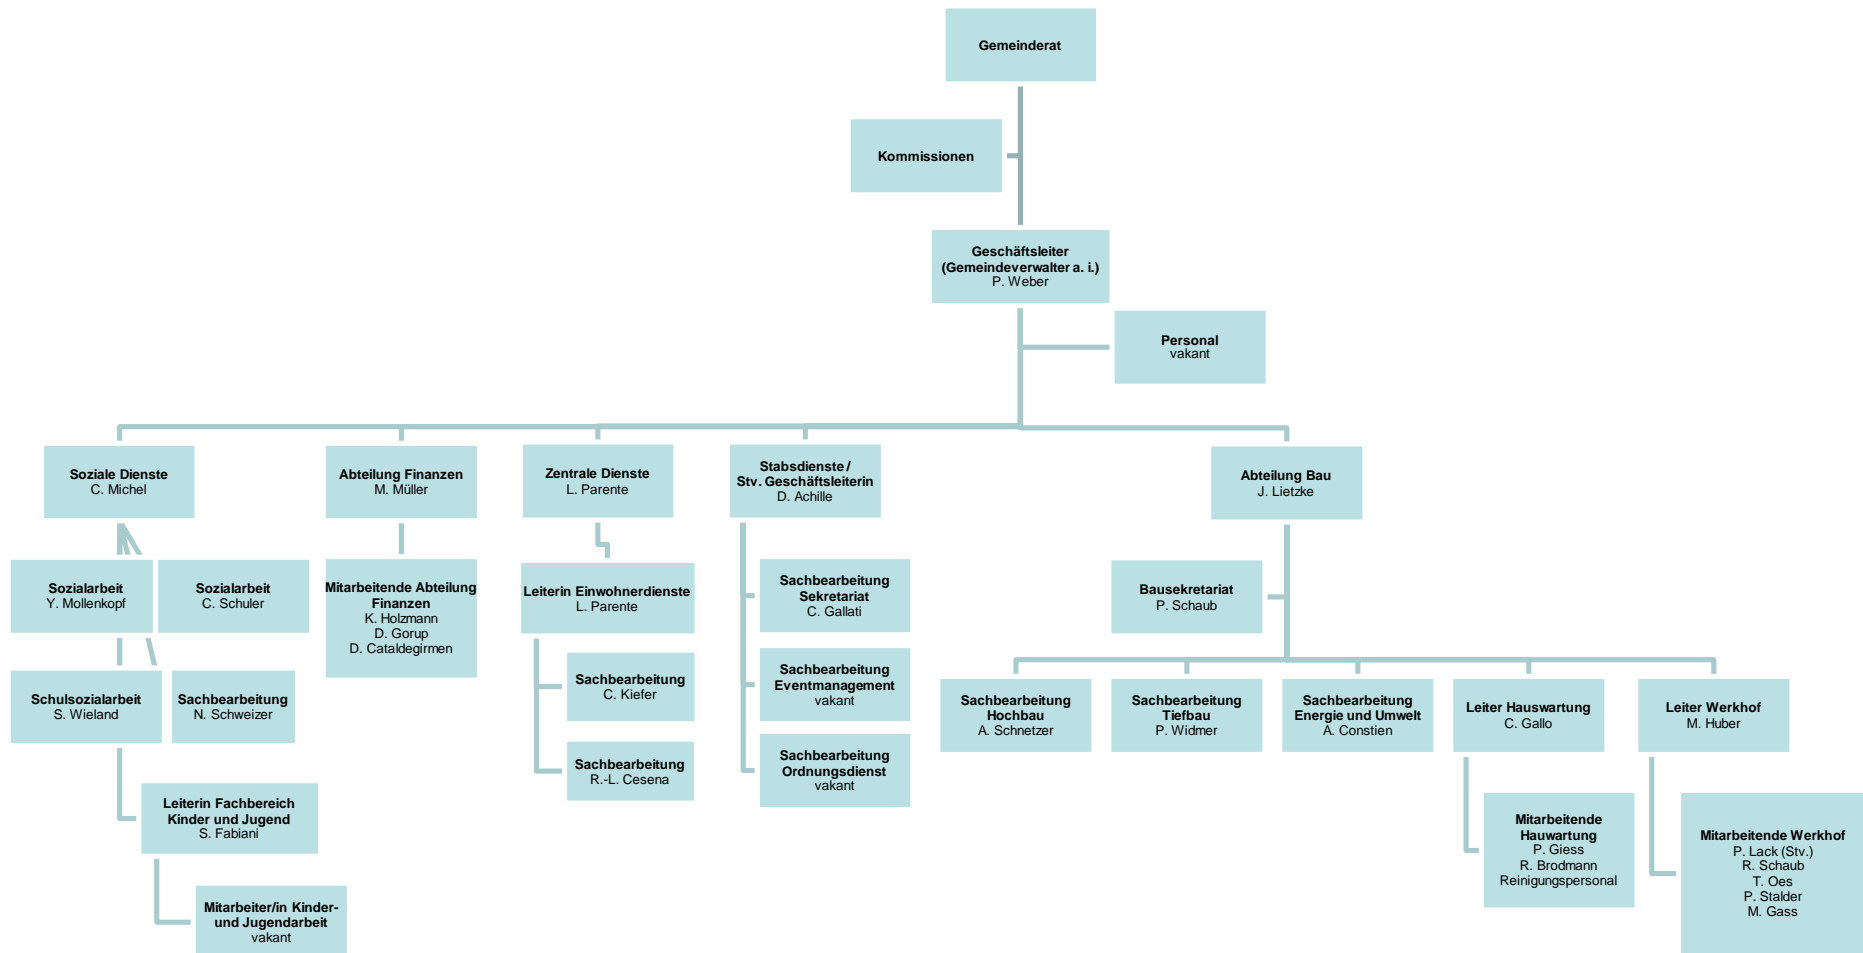 Gemeinderat
Kommissionen
Geschäftsleiter
(Gemeindeverwalter a. i.)
P. Weber
Personal
vakant
Soziale Dienste
C. Michel
Abteilung Finanzen
M. Müller
Zentrale Dienste
L. Parente
Stabsdienste /
Stv. Geschäftsleiterin
D. Achille
Abteilung Bau
J. Lietzke
Sozialarbeit
Y. Mollenkopf
Sozialarbeit
C. Schuler
Schulsozialarbeit
S. Wieland
Sachbearbeitung
N. Schweizer
Leiterin Fachbereich
Kinder und Jugend
S. Fabiani
Mitarbeiter/in Kinder-
und Jugendarbeit
vakant
Mitarbeitende Abteilung
Finanzen
K. Holzmann
D. Gorup
D. Cataldegirmen
Leiterin Einwohnerdienste
L. Parente
Sachbearbeitung
C. Kiefer
Sachbearbeitung
R.-L. Cesena
Sachbearbeitung
Sekretariat
C. Gallati
Sachbearbeitung
Eventmanagement
vakant
Sachbearbeitung
Ordnungsdienst
vakant
Bausekretariat
P. Schaub
Sachbearbeitung
Hochbau
A. Schnetzer
Sachbearbeitung
Tiefbau
P. Widmer
Sachbearbeitung
Energie und Umwelt
A. Constien
Leiter Hauswartung
C. Gallo
Leiter Werkhof
M. Huber
Mitarbeitende
Hauwartung
P. Giess
R. Brodmann
Reinigungspersonal
Mitarbeitende Werkhof
P. Lack (Stv.)
R. Schaub
T. Oes
P. Stalder
M. Gass